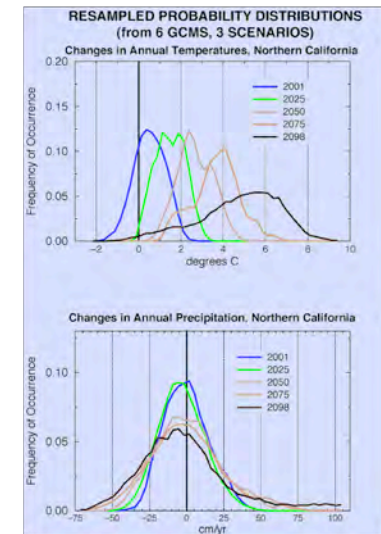 RESAMPLED PROBABILITY DISTRIBUTIONS
(from 6 GCMS, 3 SCENARIOS)
Changes in Annual Temperatures, Northern California
0.20
0.15
0.10
0.05
0.00
Frequency of Occurrence
2001
2025
2050
2075
2098
-2 0 2 4 6 8 10
degrees C
Changes in Annual Precipitation, Northern California
0.10
0.05
0.00
Frequency of Occurrence
2001
2025
2050
2075
2098
-75 -50 -25 0 25 50 75 100
cm/yr